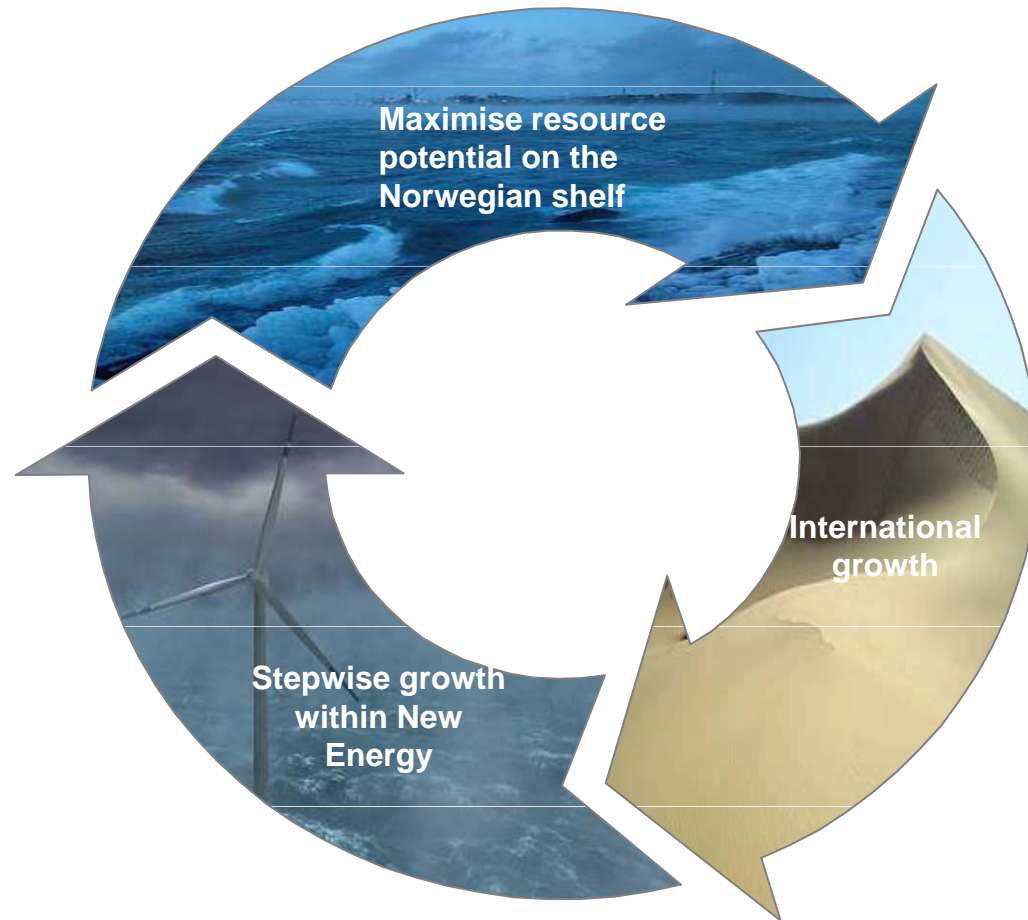 Maximise resource
potential on the
Norwegian shelf
International
growth
Stepwise growth
within New
Energy